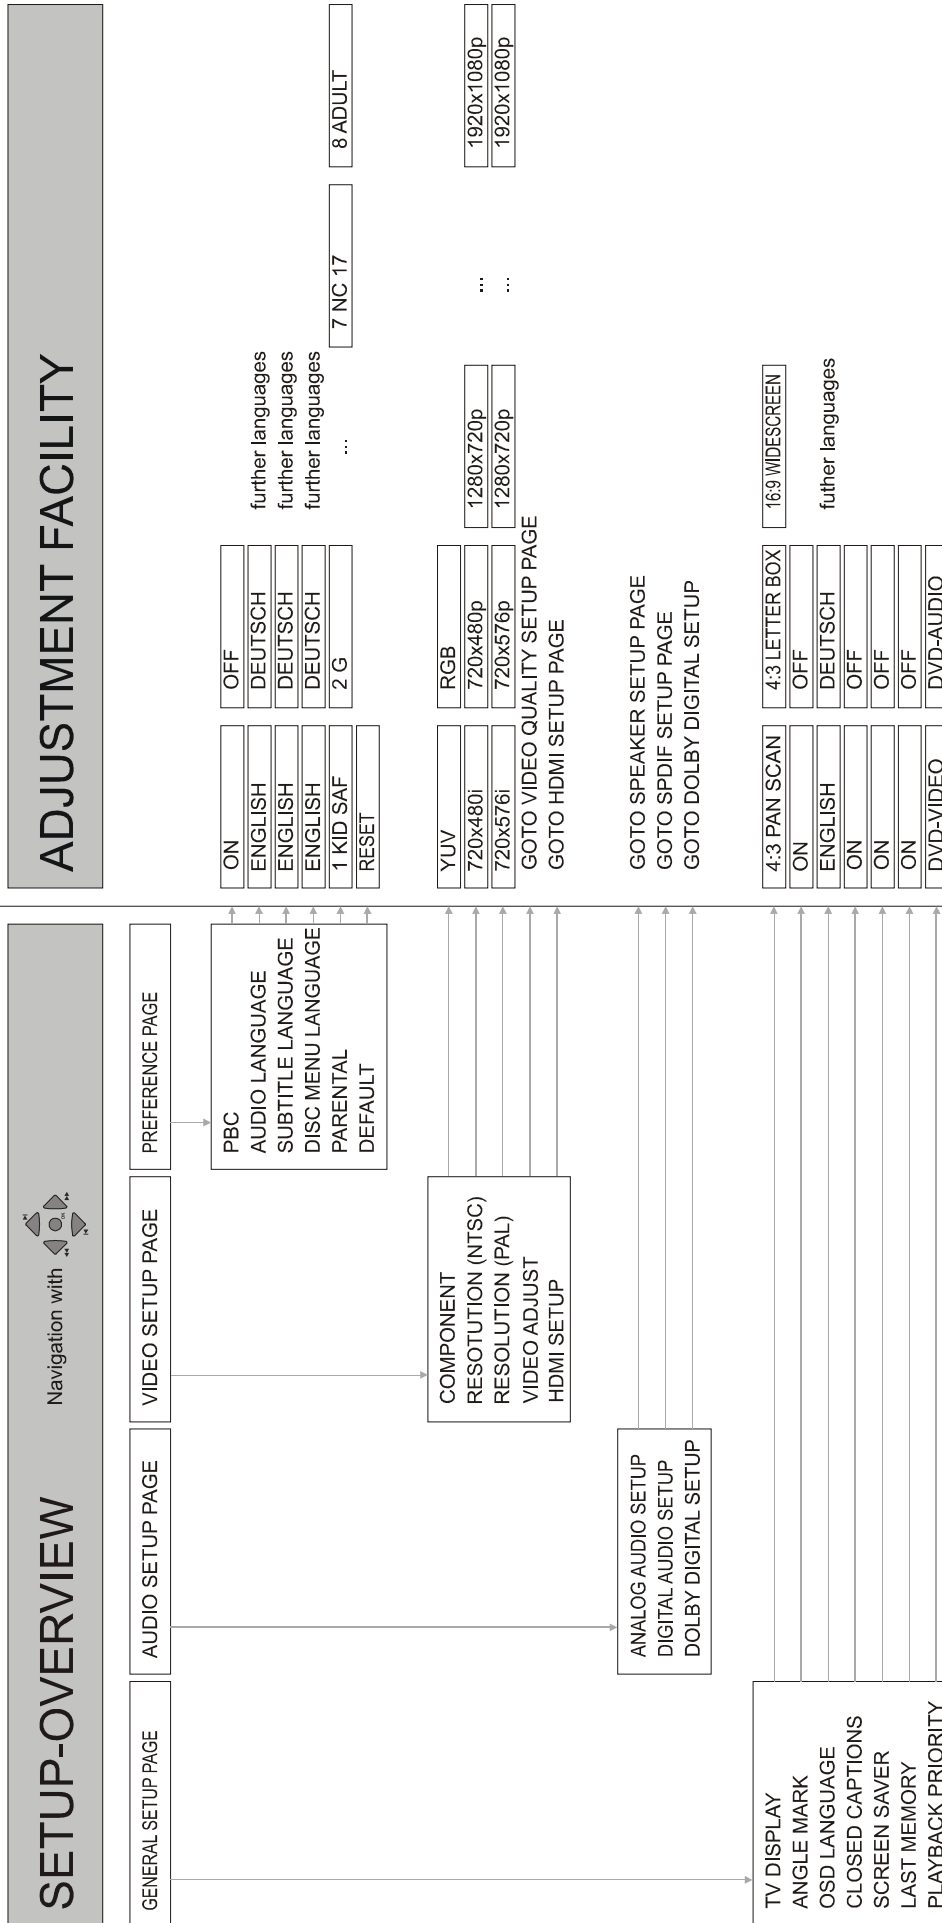 SETUP-OVERVIEW
Navigation with
ADJUSTMENT FACILITY
GENERAL SETUP PAGE
AUDIO SETUP PAGE
VIDEO SETUP PAGE
PREFERENCE PAGE
PBC
ON
OFF
AUDIO LANGUAGE
ENGLISH
DEUTSCH
further languages
SUBTITLE LANGUAGE
ENGLISH
DEUTSCH
further languages
DISC MENU LANGUAGE
ENGLISH
DEUTSCH
further languages
PARENTAL
1 KID SAF
2 G
...
7 NC 17
8 ADULT
DEFAULT
RESET
COMPONENT
YUV
RGB
RESOTUTION (NTSC)
720x480i
720x480p
1280x720p
...
1920x1080p
RESOLUTION (PAL)
720x576i
720x576p
1280x720p
...
1920x1080p
VIDEO ADJUST
GOTO VIDEO QUALITY SETUP PAGE
HDMI SETUP
GOTO HDMI SETUP PAGE
ANALOG AUDIO SETUP
GOTO SPEAKER SETUP PAGE
DIGITAL AUDIO SETUP
GOTO SPDIF SETUP PAGE
DOLBY DIGITAL SETUP
GOTO DOLBY DIGITAL SETUP
TV DISPLAY
4:3 PAN SCAN
4:3 LETTER BOX
16:9 WIDESCREEN
ANGLE MARK
ON
OFF
OSD LANGUAGE
ENGLISH
DEUTSCH
futher languages
CLOSED CAPTIONS
ON
OFF
SCREEN SAVER
ON
OFF
LAST MEMORY
ON
OFF
PLAYBACK PRIORITY
DVD-VIDEO
DVD-AUDIO